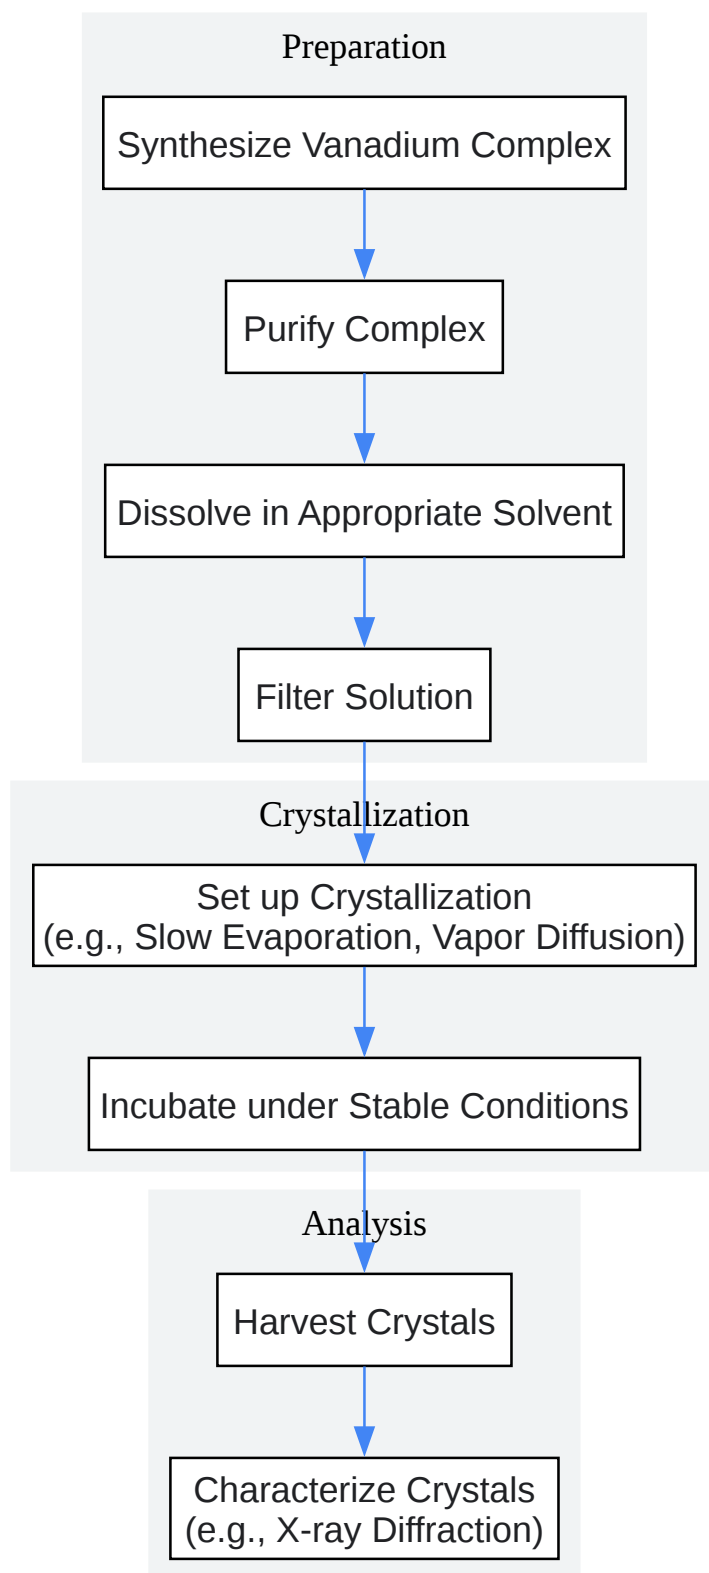 Preparation
Synthesize Vanadium Complex
Purify Complex
Dissolve in Appropriate Solvent
Filter Solution
Crystallization
Set up Crystallization
(e.g., Slow Evaporation, Vapor Diffusion)
Incubate under Stable Conditions
Analysis
Harvest Crystals
Characterize Crystals
(e.g., X-ray Diffraction)